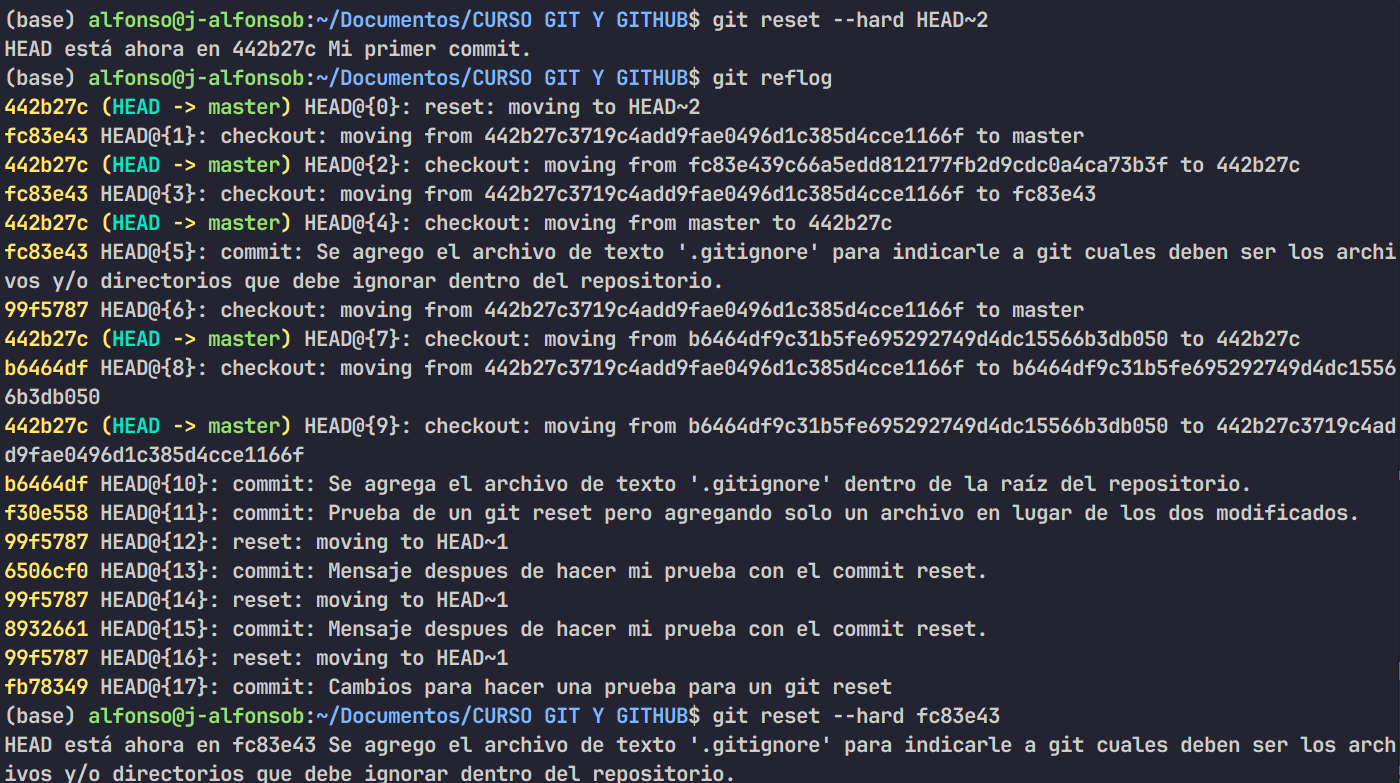 (base) alfonso@j-alfonsob:~/Documentos/CURSO GIT Y GITHUB$ git reset --hard HEAD~2
HEAD está ahora en 442b27c Mi primer commit.
(base) alfonso@j-alfonsob:~/Documentos/CURSO GIT Y GITHUB$ git reflog
442b27c (HEAD -> master) HEAD@{0}: reset: moving to HEAD~2
fc83e43 HEAD@{1}: checkout: moving from 442b27c3719c4add9fae0496d1c385d4cce1166f to master
442b27c (HEAD -> master) HEAD@{2}: checkout: moving from fc83e439c66a5edd812177fb2d9cdc0a4ca73b3f to 442b27c
fc83e43 HEAD@{3}: checkout: moving from 442b27c3719c4add9fae0496d1c385d4cce1166f to fc83e43
442b27c (HEAD -> master) HEAD@{4}: checkout: moving from master to 442b27c
fc83e43 HEAD@{5}: commit: Se agrego el archivo de texto '.gitignore' para indicarle a git cuales deben ser los archi
vos y/o directorios que debe ignorar dentro del repositorio.
99f5787 HEAD@{6}: checkout: moving from 442b27c3719c4add9fae0496d1c385d4cce1166f to master
442b27c (HEAD -> master) HEAD@{7}: checkout: moving from b6464df9c31b5fe695292749d4dc15566b3db050 to 442b27c
b6464df HEAD@{8}: checkout: moving from 442b27c3719c4add9fae0496d1c385d4cce1166f to b6464df9c31b5fe695292749d4dc1556
6b3db050
442b27c (HEAD -> master) HEAD@{9}: checkout: moving from b6464df9c31b5fe695292749d4dc15566b3db050 to 442b27c3719c4ad
d9fae0496d1c385d4cce1166f
b6464df HEAD@{10}: commit: Se agrega el archivo de texto '.gitignore' dentro de la raíz del repositorio.
f30e558 HEAD@{11}: commit: Prueba de un git reset pero agregando solo un archivo en lugar de los dos modificados.
99f5787 HEAD@{12}: reset: moving to HEAD~1
6506cf0 HEAD@{13}: commit: Mensaje despues de hacer mi prueba con el commit reset.
99f5787 HEAD@{14}: reset: moving to HEAD~1
8932661 HEAD@{15}: commit: Mensaje despues de hacer mi prueba con el commit reset.
99f5787 HEAD@{16}: reset: moving to HEAD~1
fb78349 HEAD@{17}: commit: Cambios para hacer una prueba para un git reset
(base) alfonso@j-alfonsob:~/Documentos/CURSO GIT Y GITHUB$ git reset --hard fc83e43
HEAD está ahora en fc83e43 Se agrego el archivo de texto '.gitignore' para indicarle a git cuales deben ser los arch
ivos y/o directorios que debe ignorar dentro del repositorio.